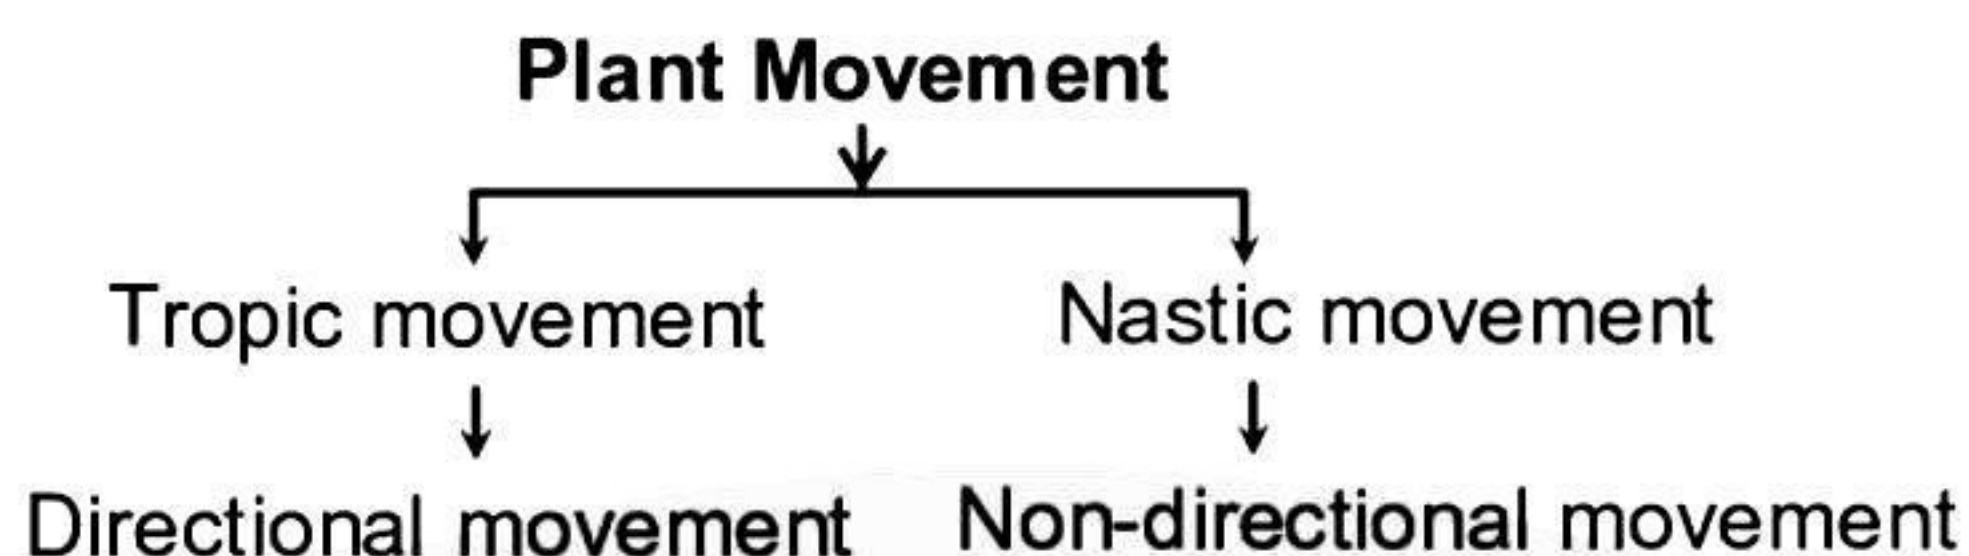 Plant Movement
Tropic movement Nastic movement
Directional movement Non-directional movement